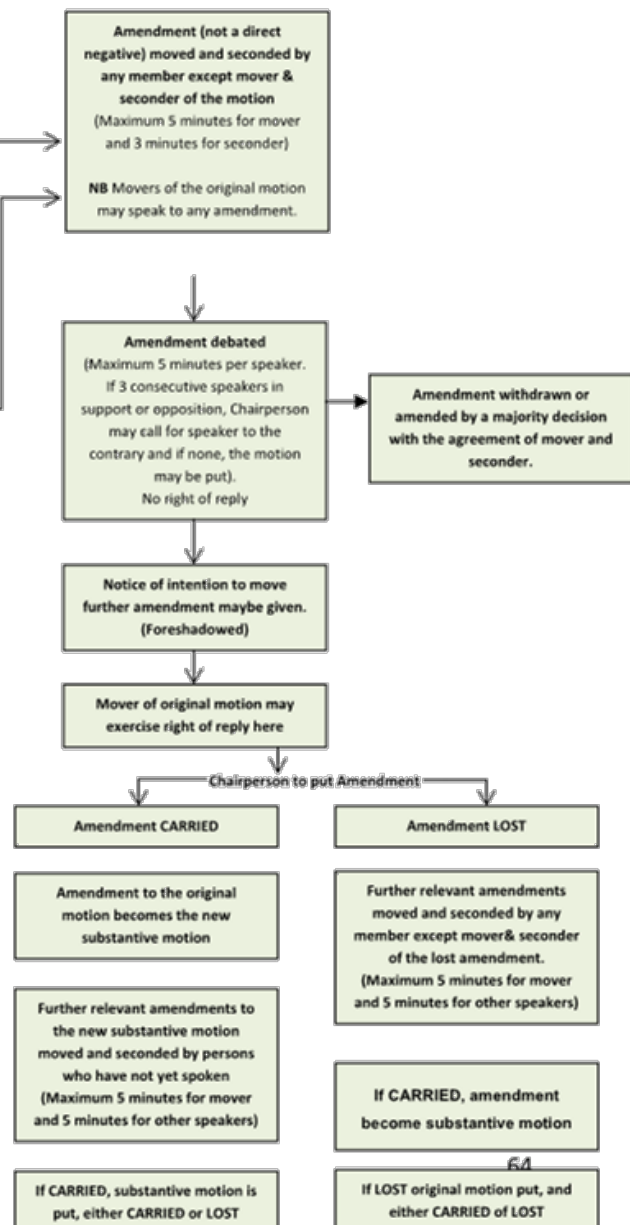 Amendment (not a direct
negative) moved and seconded by
any member except mover &
seconder of the motion
(Maximum 5 minutes for mover
and 3 minutes for seconder)
NB Movers of the original motion
may speak to any amendment.
Amendment debated
(Maximum 5 minutes per speaker.
If 3 consecutive speakers in
support or opposition, Chairperson
may call for speaker to the
contrary and if none, the motion
may be put).
No right of reply
Amendment withdrawn or
amended by a majority decision
with the agreement of mover and
seconder.
Notice of intention to move
further amendment maybe given.
(Foreshadowed)
Mover of original motion may
exercise right of reply here
Chairperson to put Amendment
Amendment CARRIED
Amendment to the original
motion becomes the new
substantive motion
Further relevant amendments to
the new substantive motion
moved and seconded by persons
who have not yet spoken
(Maximum 5 minutes for mover
and 5 minutes for other speakers)
If CARRIED, substantive motion is
put, either CARRIED or LOST
Amendment LOST
Further relevant amendments
moved and seconded by any
member except mover& seconder
of the lost amendment.
(Maximum 5 minutes for mover
and 5 minutes for other speakers)
If CARRIED, amendment
become substantive motion
64
If LOST original motion put, and
either CARRIED of LOST